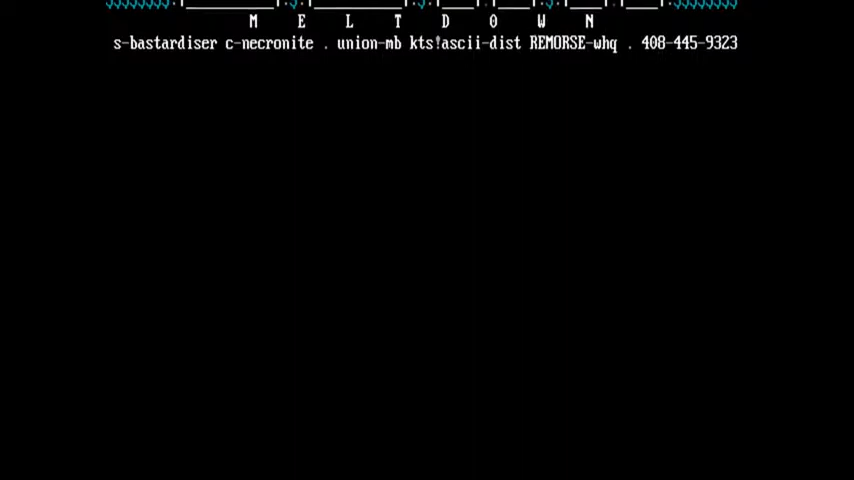 M E L T D O W N
s-bastardiser c-necronite . union-mb kts!ascii-dist REMORSE-whq . 408-445-9323